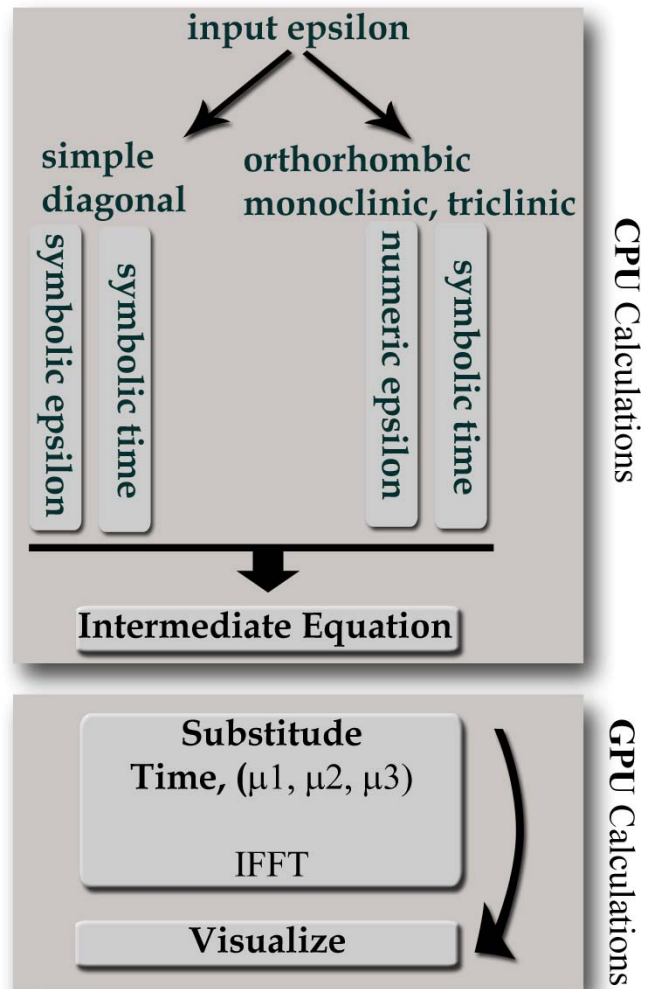 input epsilon
simple
diagonal
orthorhombic
monoclinic, triclinic
symbolic epsilon
symbolic time
numeric epsilon
symbolic time
Intermediate Equation
CPU Calculations
Substitude
Time, (μ1, μ2, μ3)
IFFT
Visualize
GPU Calculations